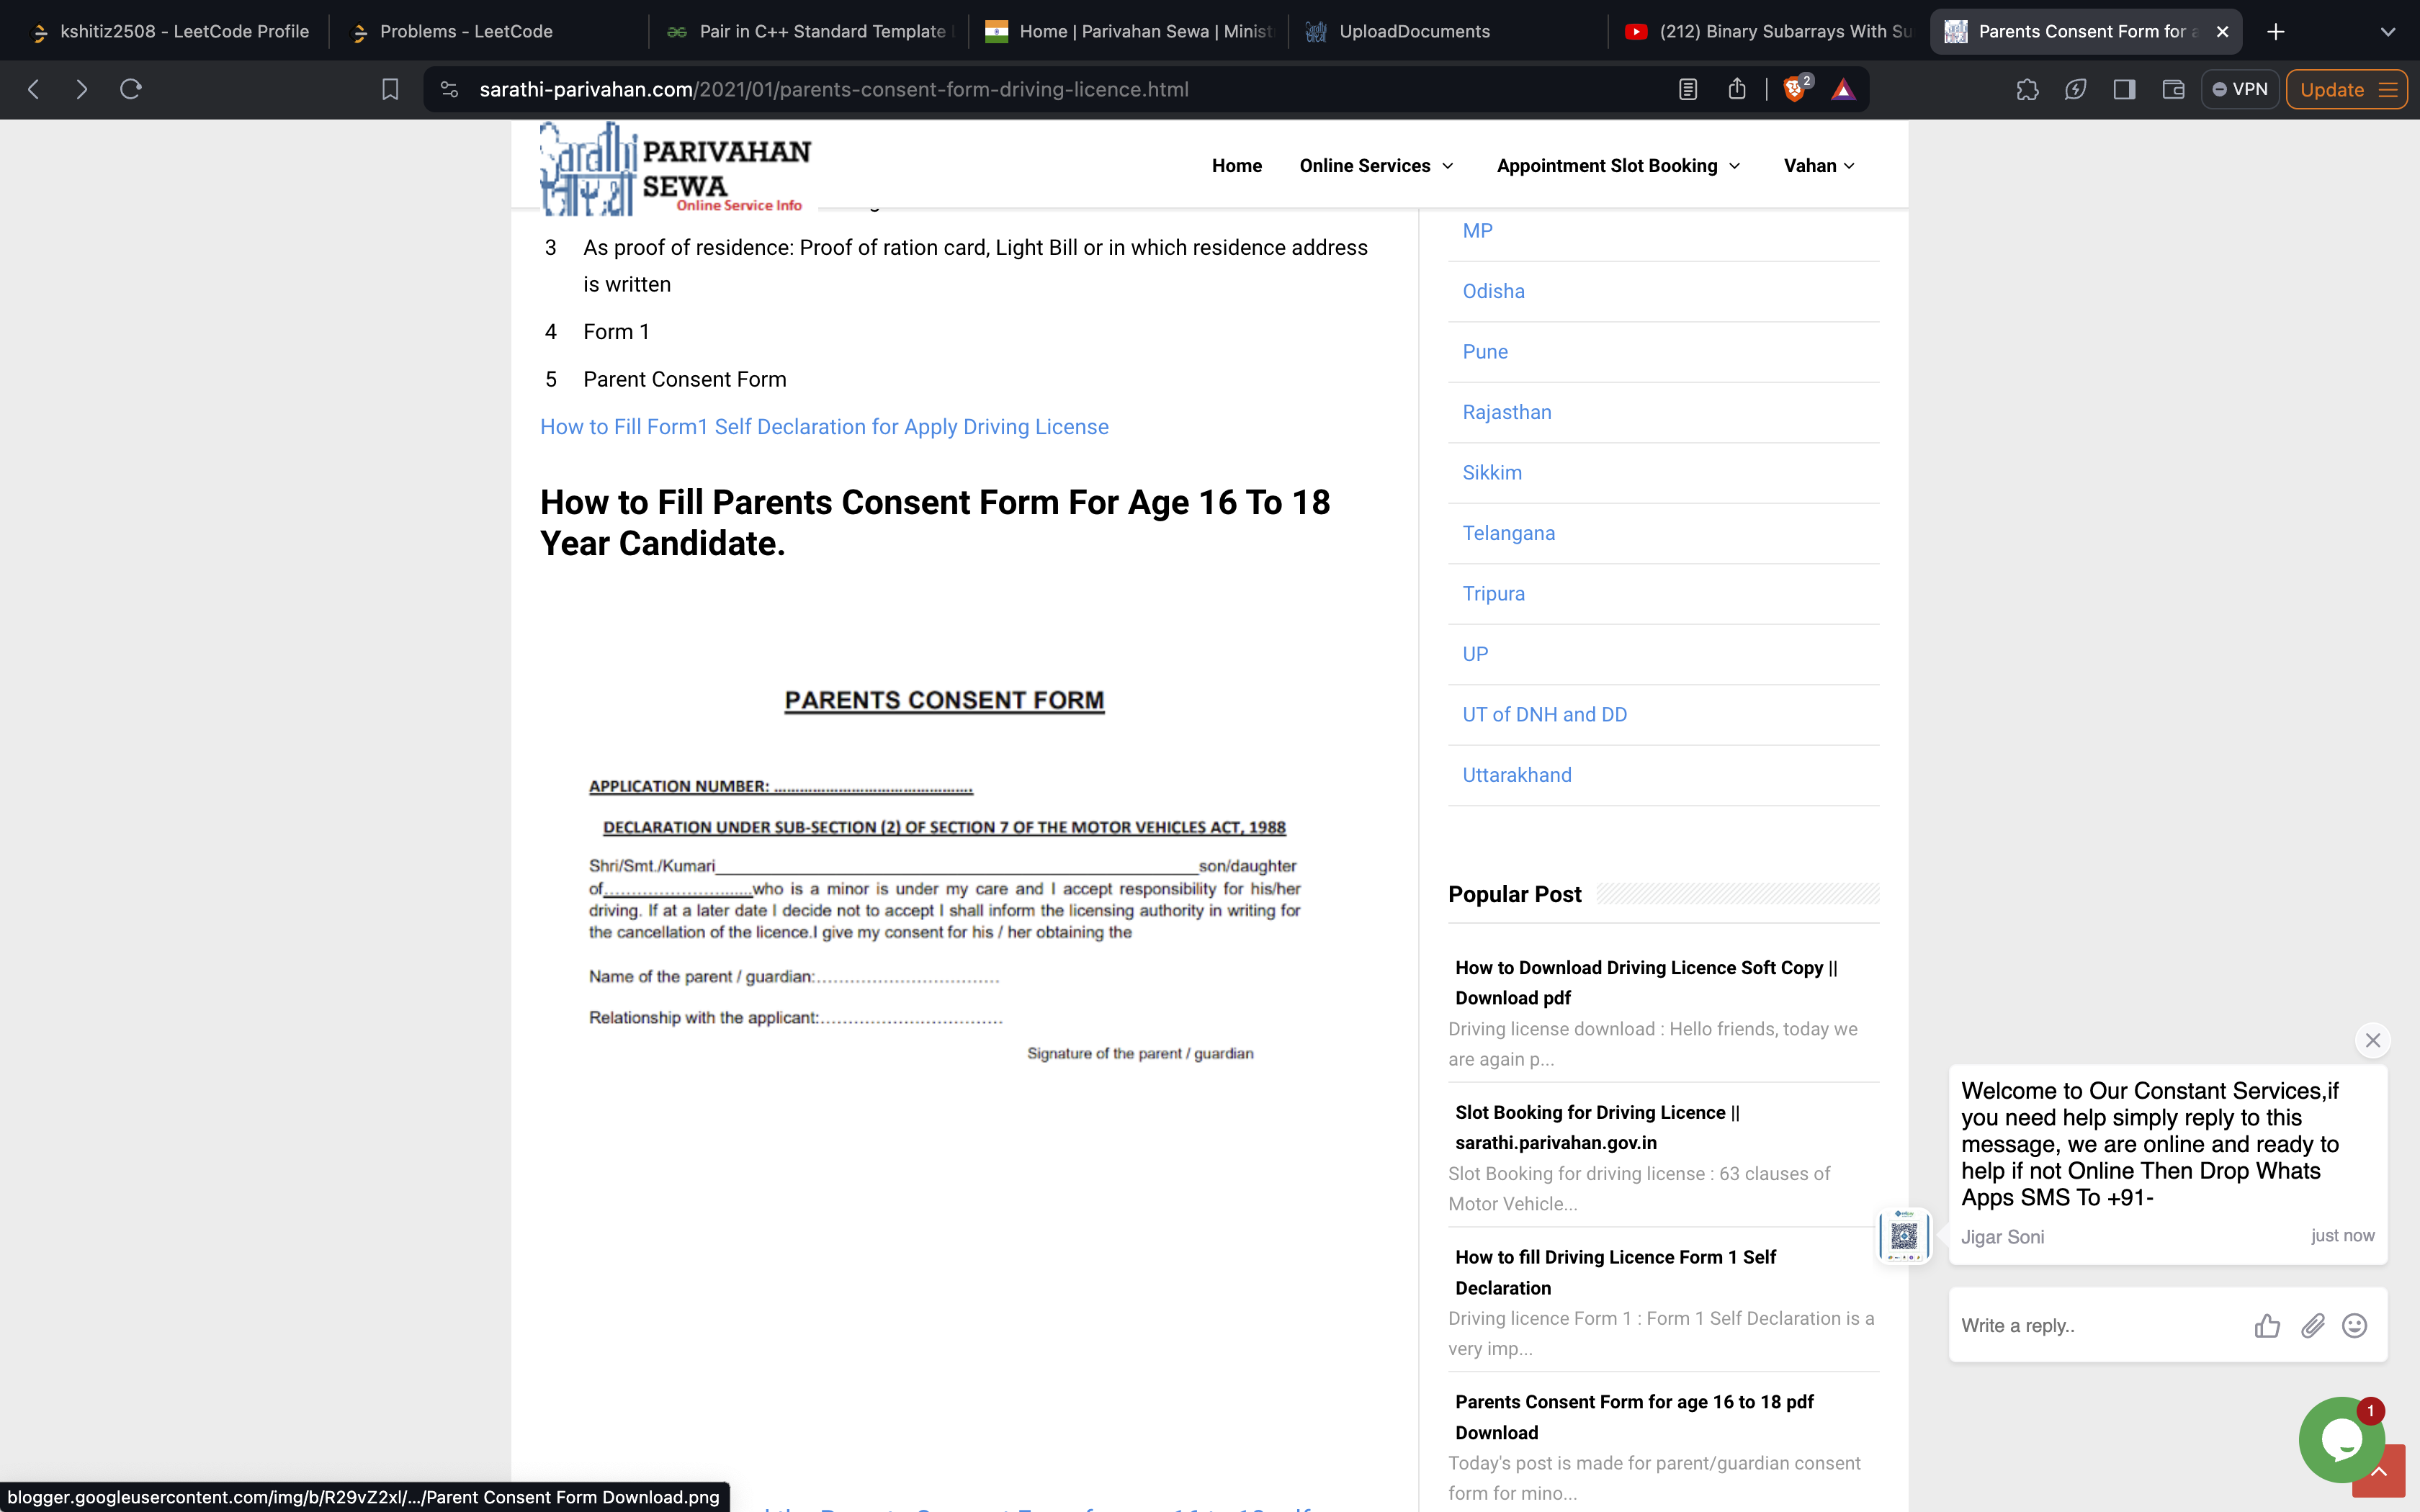 kshitiz2508 - LeetCode Profile
Problems - LeetCode
Pair in C++ Standard Template
Home | Parivahan Sewa | Minist
UploadDocuments
(212) Binary Subarrays With Su
Parents Consent Form for a
sarathi-parivahan.com/2021/01/parents-consent-form-driving-licence.html
2
VPN
Update
PARIVAHAN
SEWA
Online Service Info
Home
Online Services
Appointment Slot Booking
Vahan
3 As proof of residence: Proof of ration card, Light Bill or in which residence address
is written
4 Form 1
5 Parent Consent Form
How to Fill Form1 Self Declaration for Apply Driving License
How to Fill Parents Consent Form For Age 16 To 18
Year Candidate.
PARENTS CONSENT FORM
APPLICATION NUMBER: ................................................
DECLARATION UNDER SUB-SECTION (2) OF SECTION 7 OF THE MOTOR VEHICLES ACT, 1988
Shri/Smt./Kumari________________________________________son/daughter
of...........................who is a minor is under my care and I accept responsibility for his/her
driving. If at a later date I decide not to accept I shall inform the licensing authority in writing for
the cancellation of the licence.I give my consent for his / her obtaining the
Name of the parent / guardian:.................................
Relationship with the applicant:.................................
Signature of the parent / guardian
MP
Odisha
Pune
Rajasthan
Sikkim
Telangana
Tripura
UP
UT of DNH and DD
Uttarakhand
Popular Post
How to Download Driving Licence Soft Copy ||
Download pdf
Driving license download : Hello friends, today we
are again p...
Slot Booking for Driving Licence ||
sarathi.parivahan.gov.in
Slot Booking for driving license : 63 clauses of
Motor Vehicle...
How to fill Driving Licence Form 1 Self
Declaration
Driving licence Form 1 : Form 1 Self Declaration is a
very imp...
Parents Consent Form for age 16 to 18 pdf
Download
Today's post is made for parent/guardian consent
form for mino...
Welcome to Our Constant Services,if
you need help simply reply to this
message, we are online and ready to
help if not Online Then Drop Whats
Apps SMS To +91-
Jigar Soni
just now
Write a reply..
1
blogger.googleusercontent.com/img/b/R29vZ2xl/.../Parent Consent Form Download.png